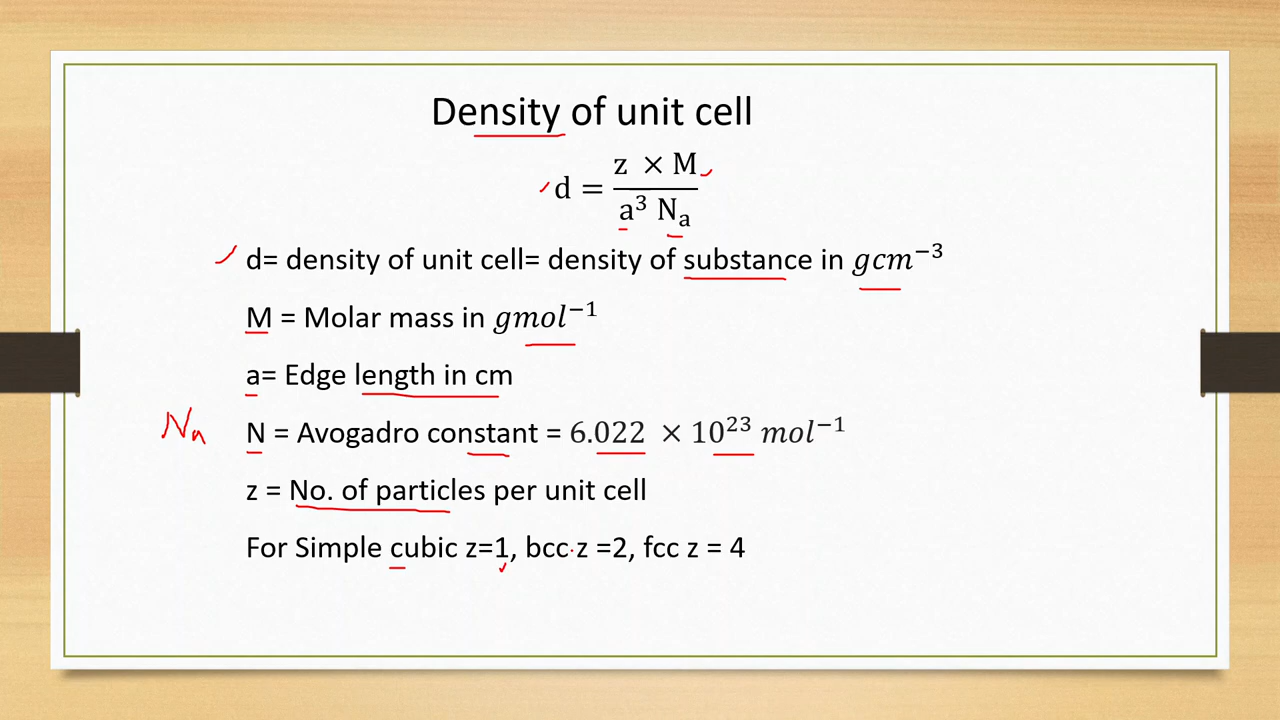 Density of unit cell
d = z × M / a³ Nₐ
d= density of unit cell= density of substance in gcm⁻³
M = Molar mass in gmol⁻¹
a= Edge length in cm
Nₐ N = Avogadro constant = 6.022 × 10²³ mol⁻¹
z = No. of particles per unit cell
For Simple cubic z=1, bcc z =2, fcc z = 4